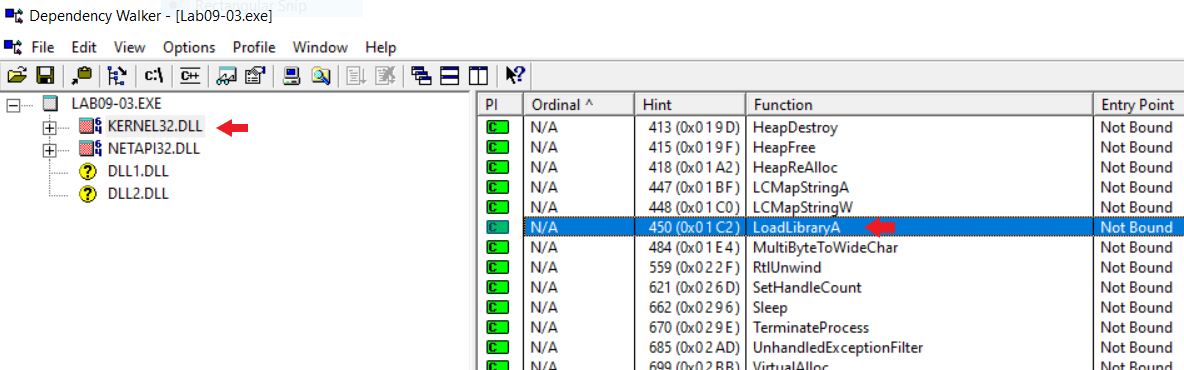 Rectangular Snip
Dependency Walker - [Lab09-03.exe]
File Edit View Options Profile Window Help
c:\ C++
LAB09-03.EXE
KERNEL32.DLL
NETAPI32.DLL
DLL1.DLL
DLL2.DLL
PI Ordinal ^ Hint Function Entry Point
N/A 413 (0x019D) HeapDestroy Not Bound
N/A 415 (0x019F) HeapFree Not Bound
N/A 418 (0x01A2) HeapReAlloc Not Bound
N/A 447 (0x01BF) LCMapStringA Not Bound
N/A 448 (0x01C0) LCMapStringW Not Bound
N/A 450 (0x01C2) LoadLibraryA Not Bound
N/A 484 (0x01E4) MultiByteToWideChar Not Bound
N/A 559 (0x022F) RtlUnwind Not Bound
N/A 621 (0x026D) SetHandleCount Not Bound
N/A 662 (0x0296) Sleep Not Bound
N/A 670 (0x029E) TerminateProcess Not Bound
N/A 685 (0x02AD) UnhandledExceptionFilter Not Bound
N/A 699 (0x02BB) VirtualAlloc Not Bound